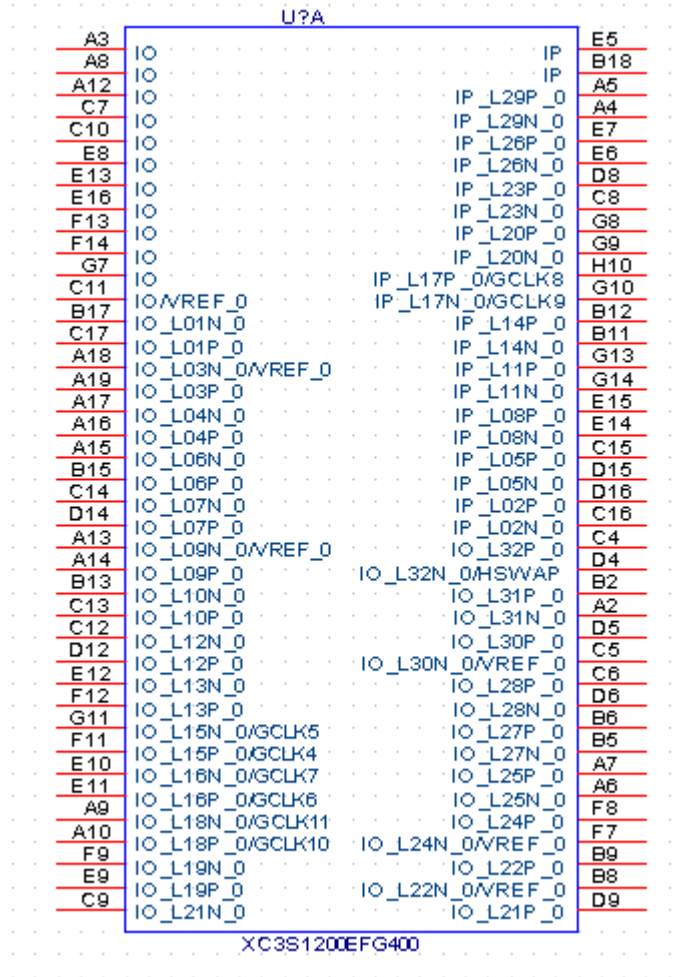 U?A
A3 IO IP E5
A8 IO IP B18
A12 IO IP_L29P_0 A5
C7 IO IP_L29N_0 A4
C10 IO IP_L26P_0 E7
E8 IO IP_L26N_0 E6
E13 IO IP_L23P_0 D8
E16 IO IP_L23N_0 C8
F13 IO IP_L20P_0 G8
F14 IO IP_L20N_0 G9
G7 IO IP_L17P_0/GCLK8 H10
C11 IO/VREF_0 IP_L17N_0/GCLK9 G10
B17 IO_L01N_0 IP_L14P_0 B12
C17 IO_L01P_0 IP_L14N_0 B11
A18 IO_L03N_0/VREF_0 IP_L11P_0 G13
A19 IO_L03P_0 IP_L11N_0 G14
A17 IO_L04N_0 IP_L08P_0 E15
A16 IO_L04P_0 IP_L08N_0 E14
A15 IO_L06N_0 IP_L05P_0 C15
B15 IO_L06P_0 IP_L05N_0 D15
C14 IO_L07N_0 IP_L02P_0 D16
D14 IO_L07P_0 IP_L02N_0 C16
A13 IO_L09N_0/VREF_0 IO_L32P_0 C4
A14 IO_L09P_0 IO_L32N_0/HSWAP D4
B13 IO_L10N_0 IO_L31P_0 B2
C13 IO_L10P_0 IO_L31N_0 A2
C12 IO_L12N_0 IO_L30P_0 D5
D12 IO_L12P_0 IO_L30N_0/VREF_0 C5
E12 IO_L13N_0 IO_L28P_0 C6
F12 IO_L13P_0 IO_L28N_0 D6
G11 IO_L15N_0/GCLK5 IO_L27P_0 B6
F11 IO_L15P_0/GCLK4 IO_L27N_0 B5
E10 IO_L16N_0/GCLK7 IO_L25P_0 A7
E11 IO_L16P_0/GCLK6 IO_L25N_0 A6
A9 IO_L18N_0/GCLK11 IO_L24P_0 F8
A10 IO_L18P_0/GCLK10 IO_L24N_0/VREF_0 F7
F9 IO_L19N_0 IO_L22P_0 B9
E9 IO_L19P_0 IO_L22N_0/VREF_0 B8
C9 IO_L21N_0 IO_L21P_0 D9
XC3S1200EFG400